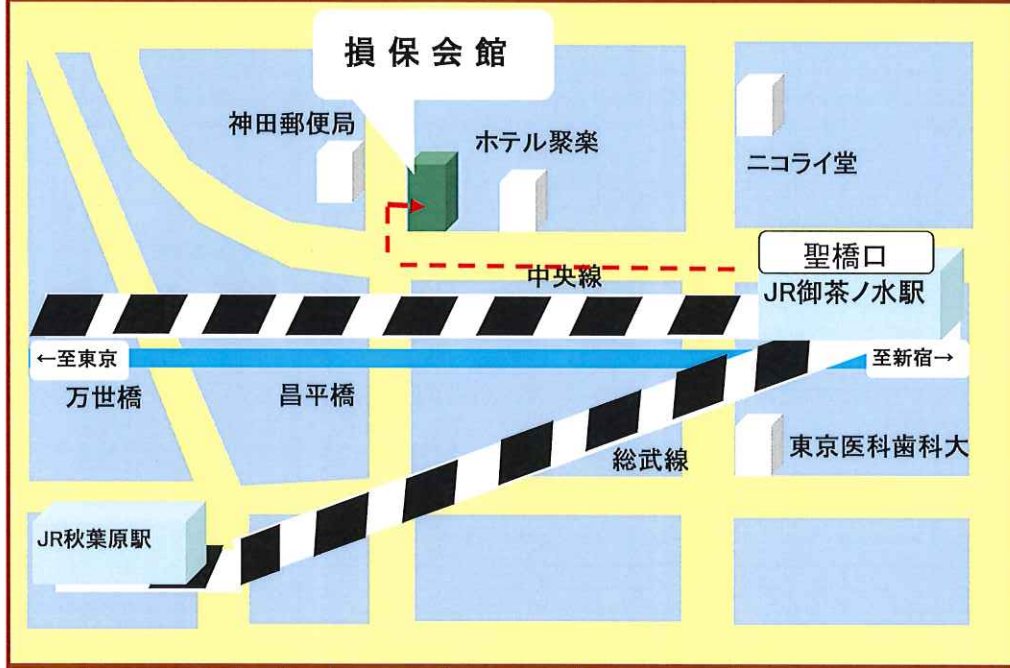 損保会館
神田郵便局
ホテル聚楽
ニコライ堂
聖橋口
中央線
JR御茶ノ水駅
←至東京
至新宿→
万世橋
昌平橋
東京医科歯科大
総武線
JR秋葉原駅